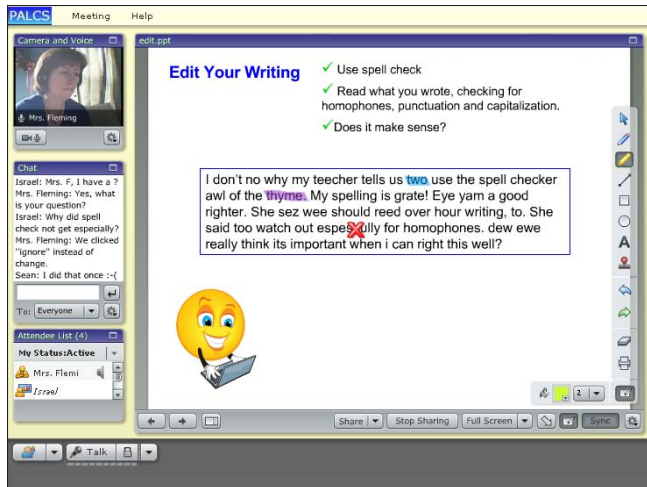 PALCS Meeting Help
Camera and Voice
Mrs. Fleming
Chat
Israel: Mrs. F, I have a ?
Mrs. Fleming: Yes, what
is your question?
Israel: Why did spell
check not get especially?
Mrs. Fleming: We clicked
"ignore" instead of
change.
Sean: I did that once :-(
To: Everyone
Attendee List (4)
My Status:Active
Mrs. Flemi
Israel
edit.ppt
Edit Your Writing
Use spell check
Read what you wrote, checking for
homophones, punctuation and capitalization.
Does it make sense?
I don't no why my teecher tells us two use the spell checker
awl of the thyme. My spelling is grate! Eye yam a good
righter. She sez wee should reed over hour writing, to. She
said too watch out for homophones. dew ewe
really think its important when i can right this well?
A
2
Share Stop Sharing Full Screen Sync
Talk